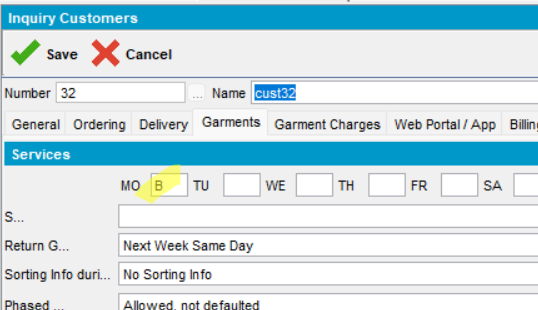 Inquiry Customers
Save Cancel
Number 32 ... Name cust32
General Ordering Delivery Garments Garment Charges Web Portal / App Billing
Services
MO B TU WE TH FR SA
S...
Return G... Next Week Same Day
Sorting Info duri... No Sorting Info
Phased ... Allowed, not defaulted